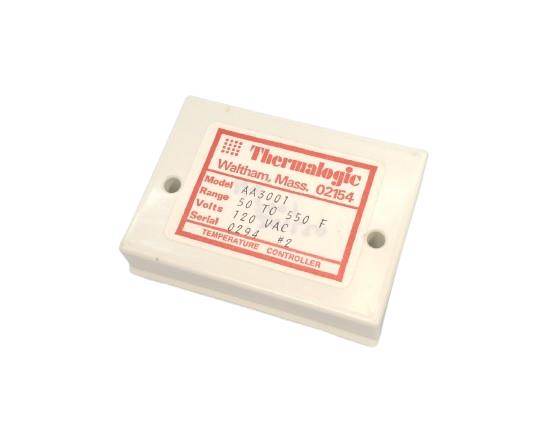 Thermalogic
Waltham, Mass. 02154
Model AA3001
Range 50 TO 550 F
Volts 120 VAC
Serial 0294 #2
TEMPERATURE CONTROLLER